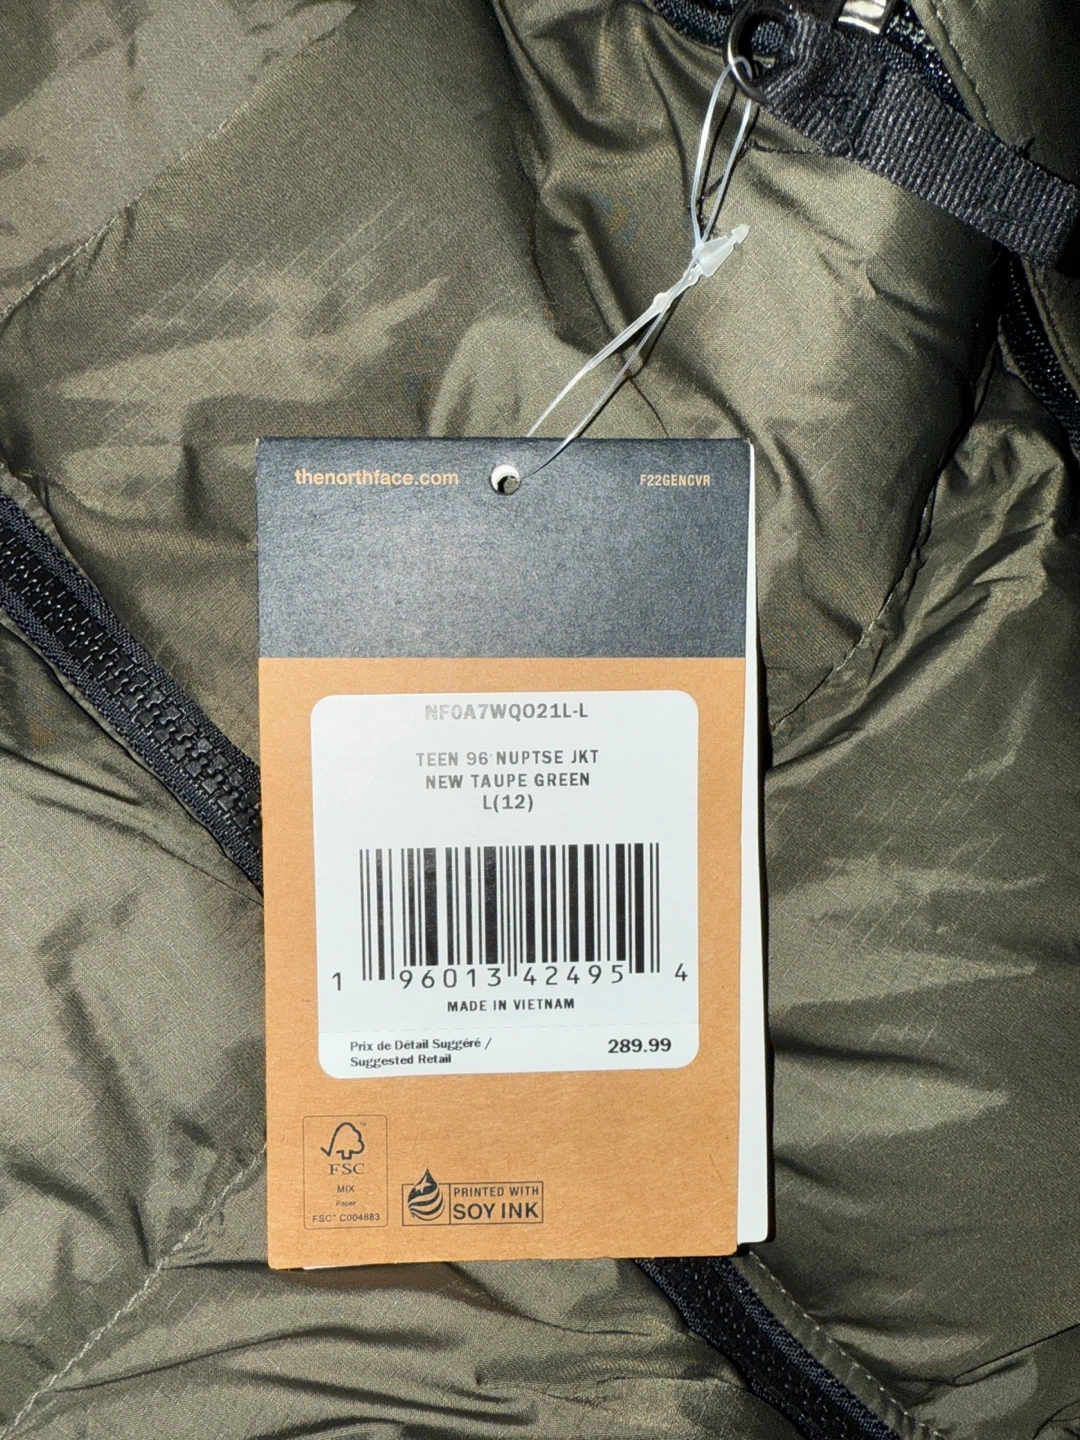 thenorthface.com
F22GENCVR
NF0A7WQO21L-L
TEEN 96' NUPTSE JKT
NEW TAUPE GREEN
L(12)
1 96013 42495 4
MADE IN VIETNAM
Prix de Détail Suggéré /
Suggested Retail
289.99
FSC
MIX
Paper
FSC™ C004883
PRINTED WITH
SOY INK